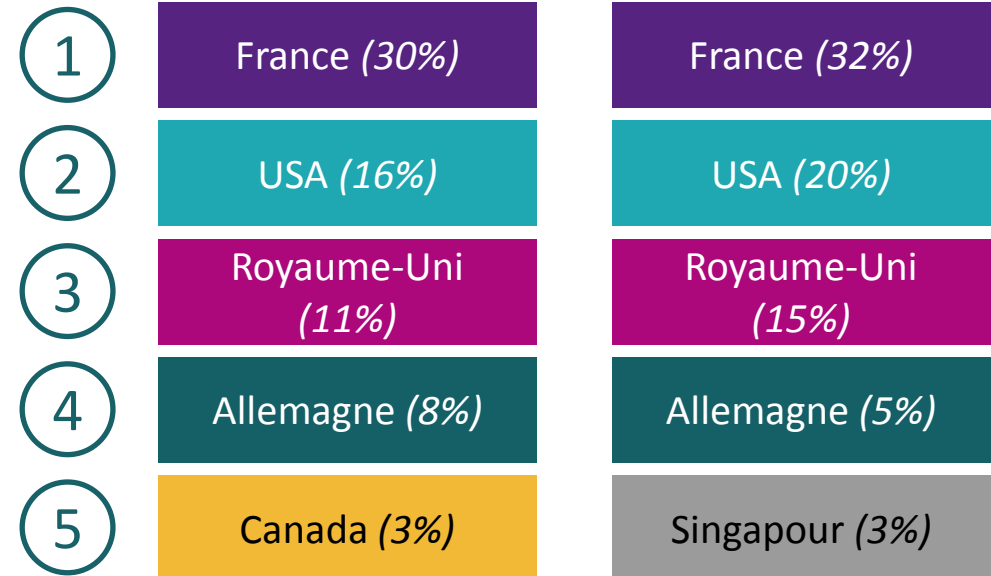 1
France (30%)
France (32%)
2
USA (16%)
USA (20%)
3
Royaume-Uni
(11%)
Royaume-Uni
(15%)
4
Allemagne (8%)
Allemagne (5%)
5
Canada (3%)
Singapour (3%)